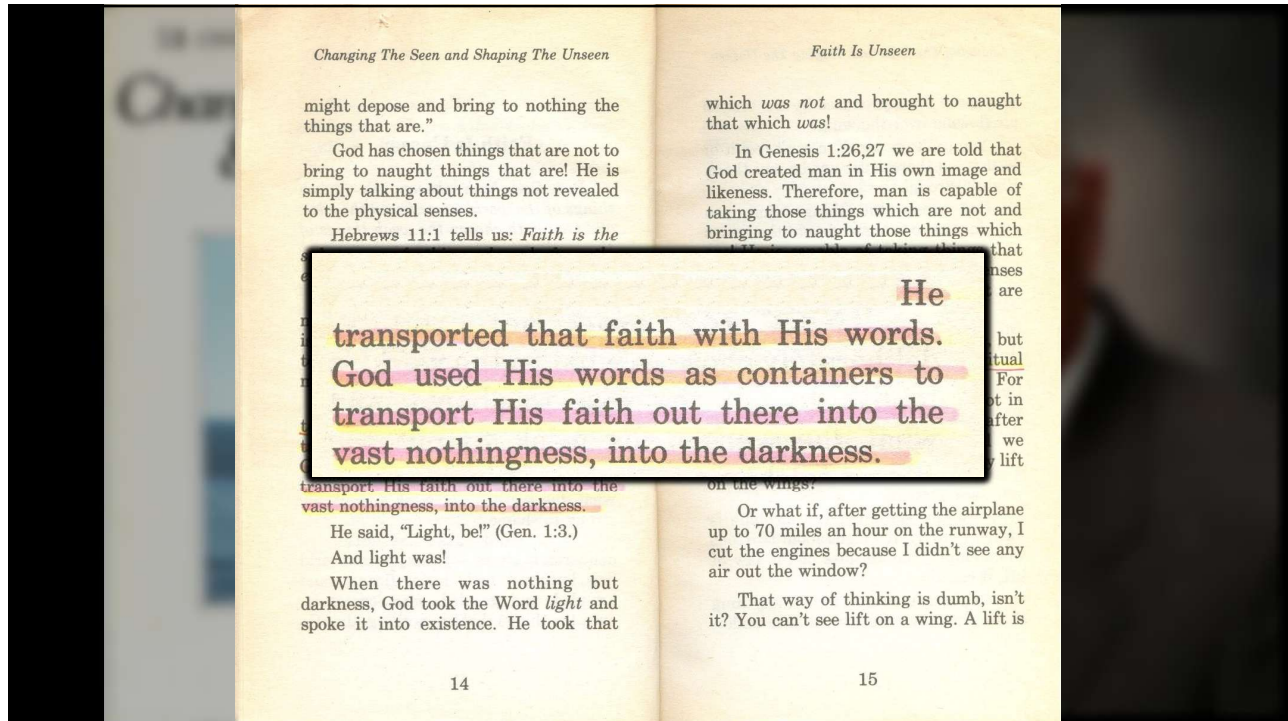 Changing The Seen and Shaping The Unseen
might depose and bring to nothing the
things that are.”
God has chosen things that are not to
bring to naught things that are! He is
simply talking about things not revealed
to the physical senses.
Hebrews 11:1 tells us: Faith is the
He
transported that faith with His words.
God used His words as containers to
transport His faith out there into the
vast nothingness, into the darkness.
transport His faith out there into the
vast nothingness, into the darkness.
He said, “Light, be!” (Gen. 1:3.)
And light was!
When there was nothing but
darkness, God took the Word light and
spoke it into existence. He took that
14
Faith Is Unseen
which was not and brought to naught
that which was!
In Genesis 1:26,27 we are told that
God created man in His own image and
likeness. Therefore, man is capable of
taking those things which are not and
bringing to naught those things which
that
are
but
For
after
we
lift
on the wings?
Or what if, after getting the airplane
up to 70 miles an hour on the runway, I
cut the engines because I didn’t see any
air out the window?
That way of thinking is dumb, isn’t
it? You can’t see lift on a wing. A lift is
15